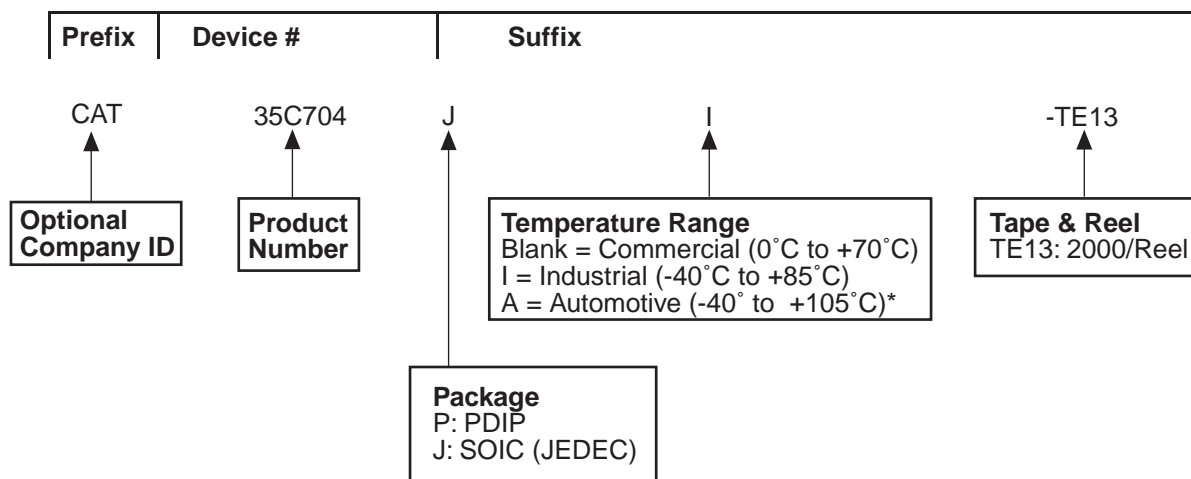 Prefix Device # Suffix
CAT 35C704 J I -TE13
Optional
Company ID
Product
Number
Temperature Range
Blank = Commercial (0˚C to +70˚C)
I = Industrial (-40˚C to +85˚C)
A = Automotive (-40˚ to +105˚C)*
Tape & Reel
TE13: 2000/Reel
Package
P: PDIP
J: SOIC (JEDEC)